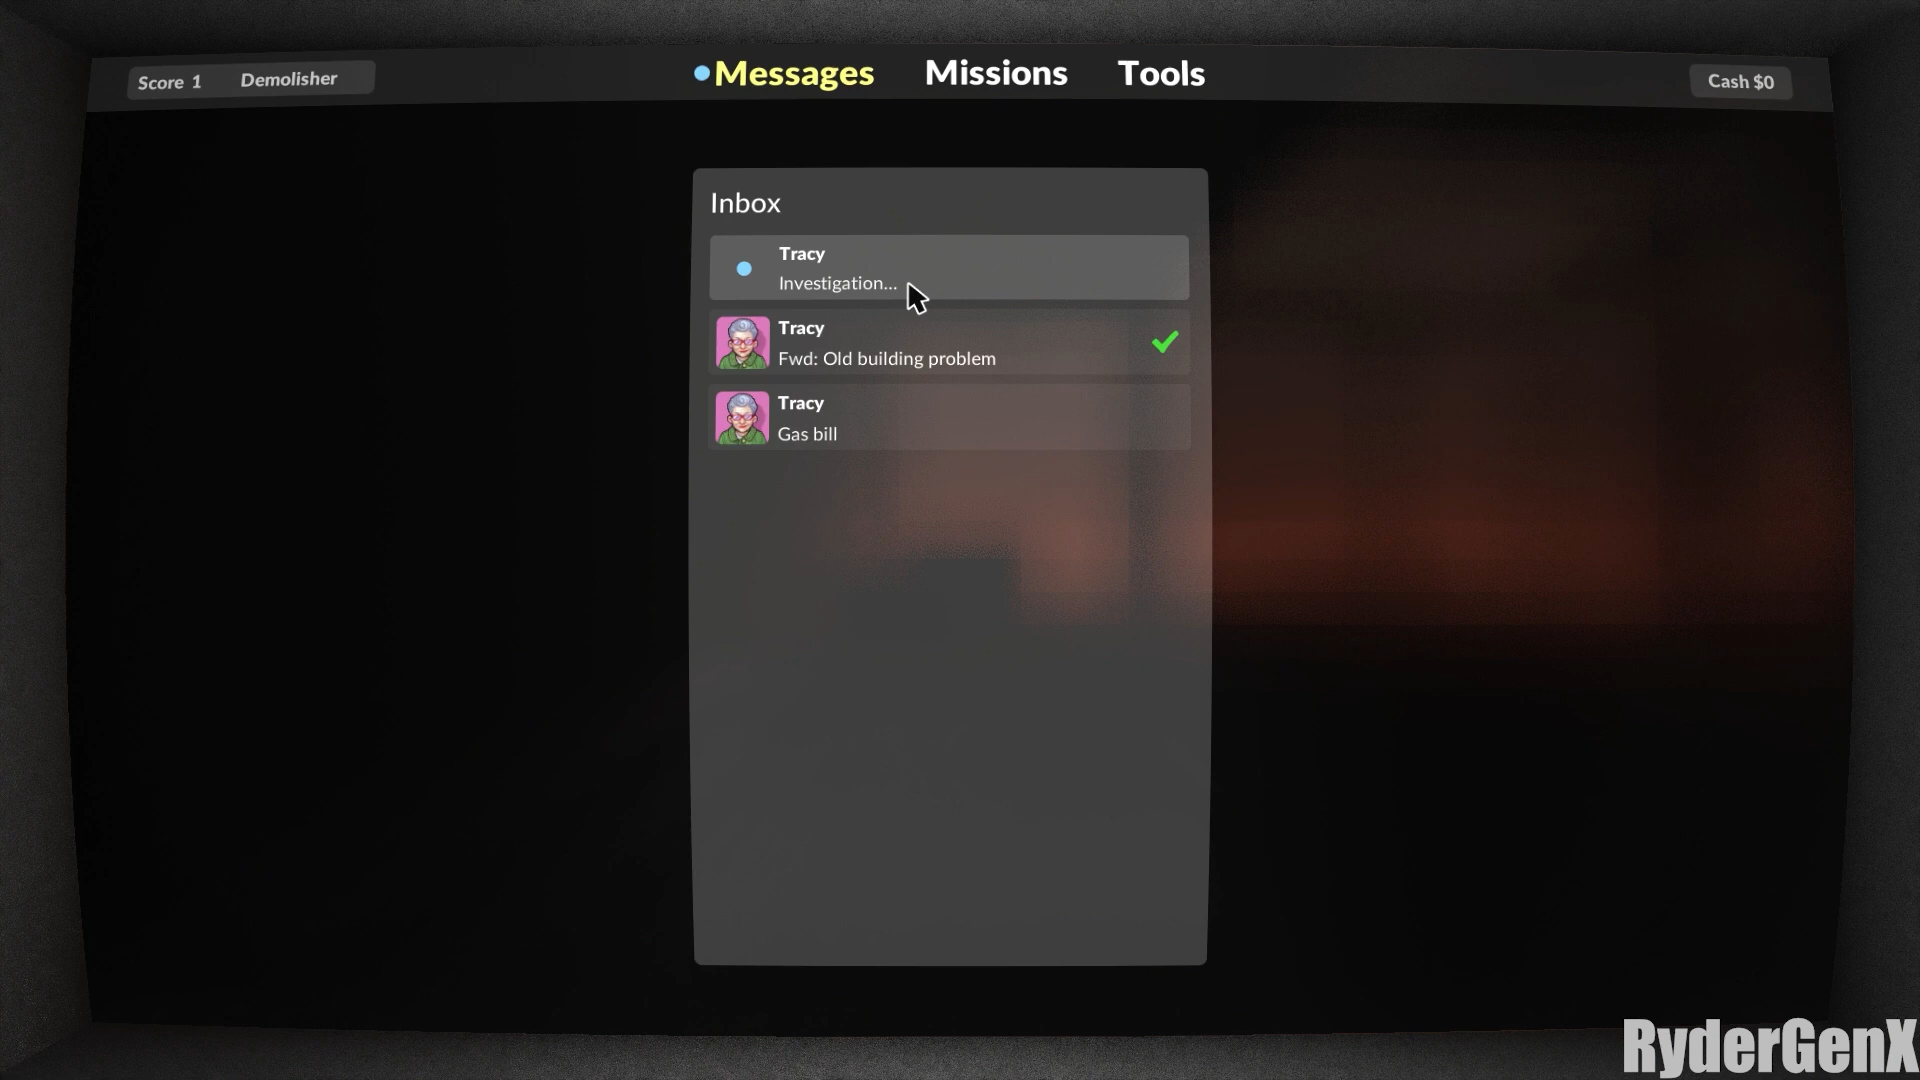 Score 1 Demolisher Messages Missions Tools Cash $0
Inbox
Tracy
Investigation...
Tracy
Fwd: Old building problem
Tracy
Gas bill
RyderGenX